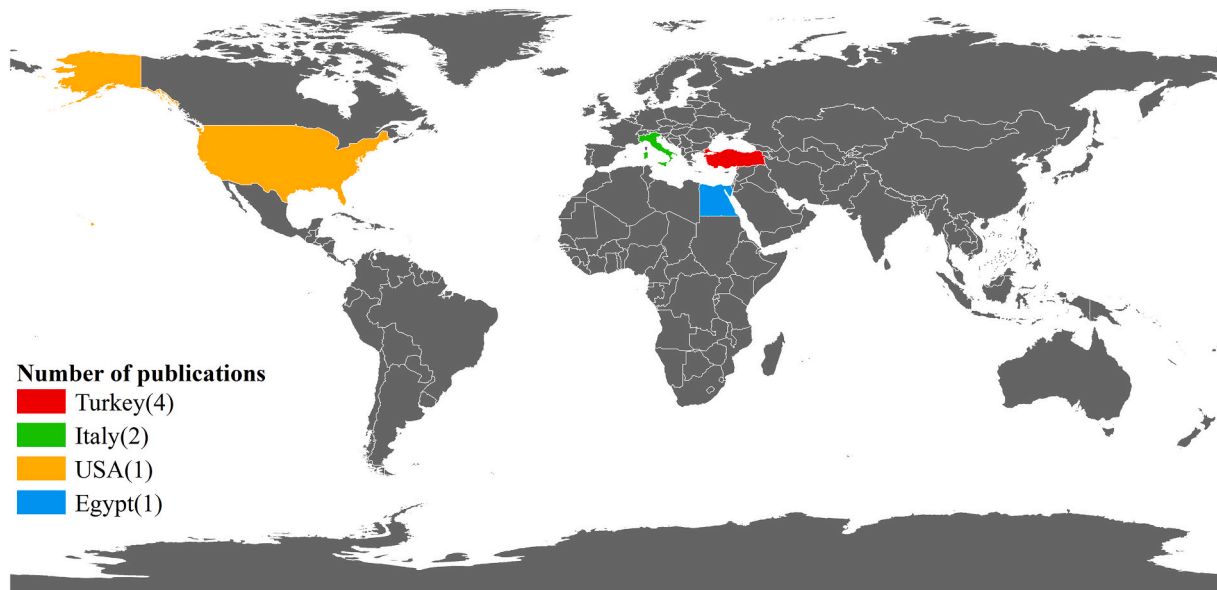 Number of publications
Turkey(4)
Italy(2)
USA(1)
Egypt(1)